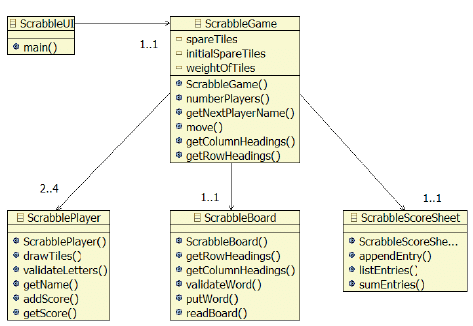 ScrabbleUI
main()
1..1
ScrabbleGame
spareTiles
initialSpareTiles
weightOfTiles
ScrabbleGame()
numberPlayers()
getNextPlayerName()
move()
getColumnHeadings()
getRowHeadings()
2..4
1..1
1..1
ScrabblePlayer
ScrabblePlayer()
drawTiles()
validateLetters()
getName()
addScore()
getScore()
ScrabbleBoard
ScrabbleBoard()
getRowHeadings()
getColumnHeadings()
validateWord()
putWord()
readBoard()
ScrabbleScoreSheet
ScrabbleScoreShe...
appendEntry()
listEntries()
sumEntries()